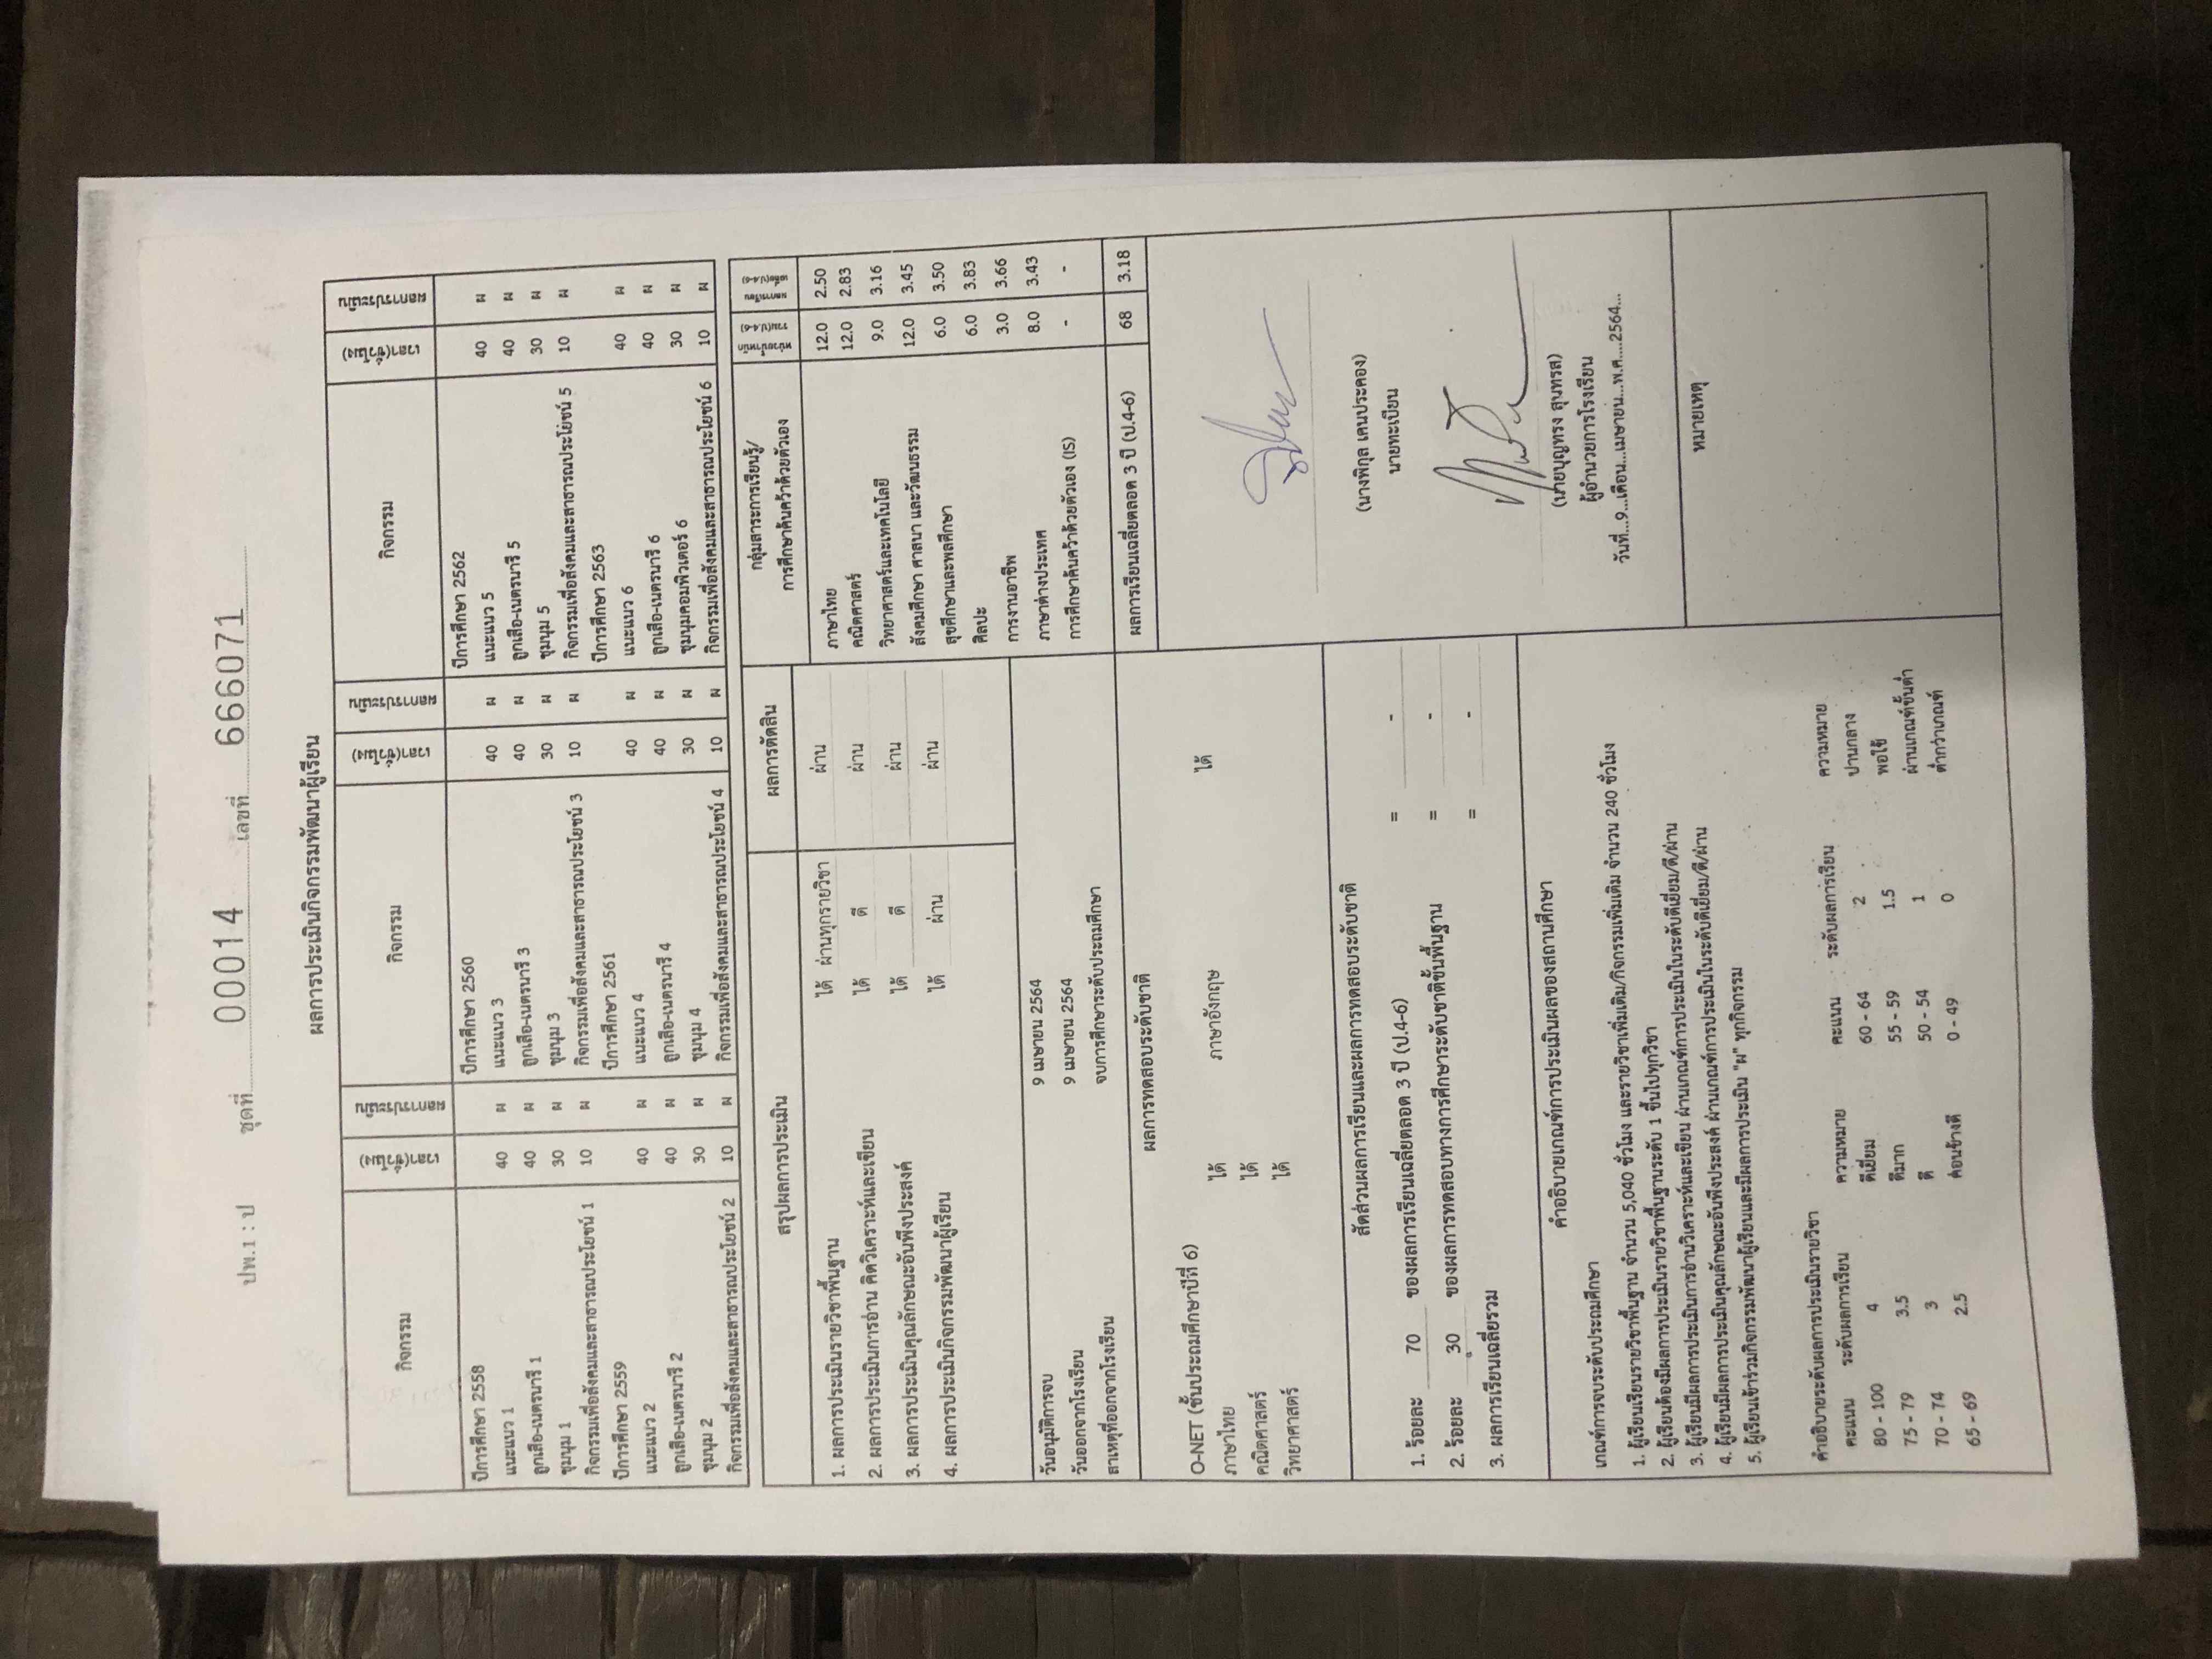 ปพ.1 : ป ชุดที่ 00014 เลขที่ 666071
ผลการประเมินกิจกรรมพัฒนาผู้เรียน
กิจกรรม เวลา(ชั่วโมง) ผลการประเมิน กิจกรรม เวลา(ชั่วโมง) ผลการประเมิน กิจกรรม เวลา(ชั่วโมง) ผลการประเมิน
ปีการศึกษา 2558 ปีการศึกษา 2560 ปีการศึกษา 2562
แนะแนว 1 40 ผ แนะแนว 3 40 ผ แนะแนว 5 40 ผ
ลูกเสือ-เนตรนารี 1 40 ผ ลูกเสือ-เนตรนารี 3 40 ผ ลูกเสือ-เนตรนารี 5 40 ผ
ชุมนุม 1 30 ผ ชุมนุม 3 30 ผ ชุมนุม 5 30 ผ
กิจกรรมเพื่อสังคมและสาธารณประโยชน์ 1 10 ผ กิจกรรมเพื่อสังคมและสาธารณประโยชน์ 3 10 ผ กิจกรรมเพื่อสังคมและสาธารณประโยชน์ 5 10 ผ
ปีการศึกษา 2559 ปีการศึกษา 2561 ปีการศึกษา 2563
แนะแนว 2 40 ผ แนะแนว 4 40 ผ แนะแนว 6 40 ผ
ลูกเสือ-เนตรนารี 2 40 ผ ลูกเสือ-เนตรนารี 4 40 ผ ลูกเสือ-เนตรนารี 6 40 ผ
ชุมนุม 2 30 ผ ชุมนุม 4 30 ผ ชุมนุมคอมพิวเตอร์ 6 30 ผ
กิจกรรมเพื่อสังคมและสาธารณประโยชน์ 2 10 ผ กิจกรรมเพื่อสังคมและสาธารณประโยชน์ 4 10 ผ กิจกรรมเพื่อสังคมและสาธารณประโยชน์ 6 10 ผ
สรุปผลการประเมิน ผลการตัดสิน
1. ผลการประเมินรายวิชาพื้นฐาน ได้ ผ่านทุกรายวิชา ผ่าน
2. ผลการประเมินการอ่าน คิดวิเคราะห์และเขียน ได้ ดี ผ่าน
3. ผลการประเมินคุณลักษณะอันพึงประสงค์ ได้ ดี ผ่าน
4. ผลการประเมินกิจกรรมพัฒนาผู้เรียน ได้ ผ่าน ผ่าน
วันอนุมัติการจบ 9 เมษายน 2564
วันออกจากโรงเรียน 9 เมษายน 2564
สาเหตุที่ออกจากโรงเรียน จบการศึกษาระดับประถมศึกษา
ผลการทดสอบระดับชาติ
O-NET (ชั้นประถมศึกษาปีที่ 6)
ภาษาไทย ได้ ภาษาอังกฤษ ได้
คณิตศาสตร์ ได้
วิทยาศาสตร์ ได้
สัดส่วนผลการเรียนและผลการทดสอบระดับชาติ
1. ร้อยละ 70 ของผลการเรียนเฉลี่ยตลอด 3 ปี (ป.4-6) = -
2. ร้อยละ 30 ของผลการทดสอบทางการศึกษาระดับชาติขั้นพื้นฐาน = -
3. ผลการเรียนเฉลี่ยรวม = -
คำอธิบายเกณฑ์การประเมินผลของสถานศึกษา
เกณฑ์การจบระดับประถมศึกษา
1. ผู้เรียนเรียนรายวิชาพื้นฐาน จำนวน 5,040 ชั่วโมง และรายวิชาเพิ่มเติม/กิจกรรมเพิ่มเติม จำนวน 240 ชั่วโมง
2. ผู้เรียนต้องมีผลการประเมินรายวิชาพื้นฐานระดับ 1 ขึ้นไปทุกวิชา
3. ผู้เรียนมีผลการประเมินการอ่านวิเคราะห์และเขียน ผ่านเกณฑ์การประเมินในระดับดีเยี่ยม/ดี/ผ่าน
4. ผู้เรียนมีผลการประเมินคุณลักษณะอันพึงประสงค์ ผ่านเกณฑ์การประเมินในระดับดีเยี่ยม/ดี/ผ่าน
5. ผู้เรียนเข้าร่วมกิจกรรมพัฒนาผู้เรียนและมีผลการประเมิน "ผ" ทุกกิจกรรม
คำอธิบายระดับผลการประเมินรายวิชา
คะแนน ระดับผลการเรียน ความหมาย คะแนน ระดับผลการเรียน ความหมาย
80 - 100 4 ดีเยี่ยม 60 - 64 2 ปานกลาง
75 - 79 3.5 ดีมาก 55 - 59 1.5 พอใช้
70 - 74 3 ดี 50 - 54 1 ผ่านเกณฑ์ขั้นต่ำ
65 - 69 2.5 ค่อนข้างดี 0 - 49 0 ต่ำกว่าเกณฑ์
กลุ่มสาระการเรียนรู้/ หน่วยน้ำหนัก ผลการเรียน
การศึกษาค้นคว้าด้วยตัวเอง รวม(ป.4-6) เฉลี่ย(ป.4-6)
ภาษาไทย 12.0 2.50
คณิตศาสตร์ 12.0 2.83
วิทยาศาสตร์และเทคโนโลยี 9.0 3.16
สังคมศึกษา ศาสนา และวัฒนธรรม 12.0 3.45
สุขศึกษาและพลศึกษา 6.0 3.50
ศิลปะ 6.0 3.83
การงานอาชีพ 3.0 3.66
ภาษาต่างประเทศ 8.0 3.43
การศึกษาค้นคว้าด้วยตัวเอง (IS) - -
ผลการเรียนเฉลี่ยตลอด 3 ปี (ป.4-6) 68 3.18
(นางพิกุล เคนประคอง)
นายทะเบียน
(นายบุญทรง สุนทรส)
ผู้อำนวยการโรงเรียน
วันที่...9...เดือน...เมษายน...พ.ศ....2564...
หมายเหตุ